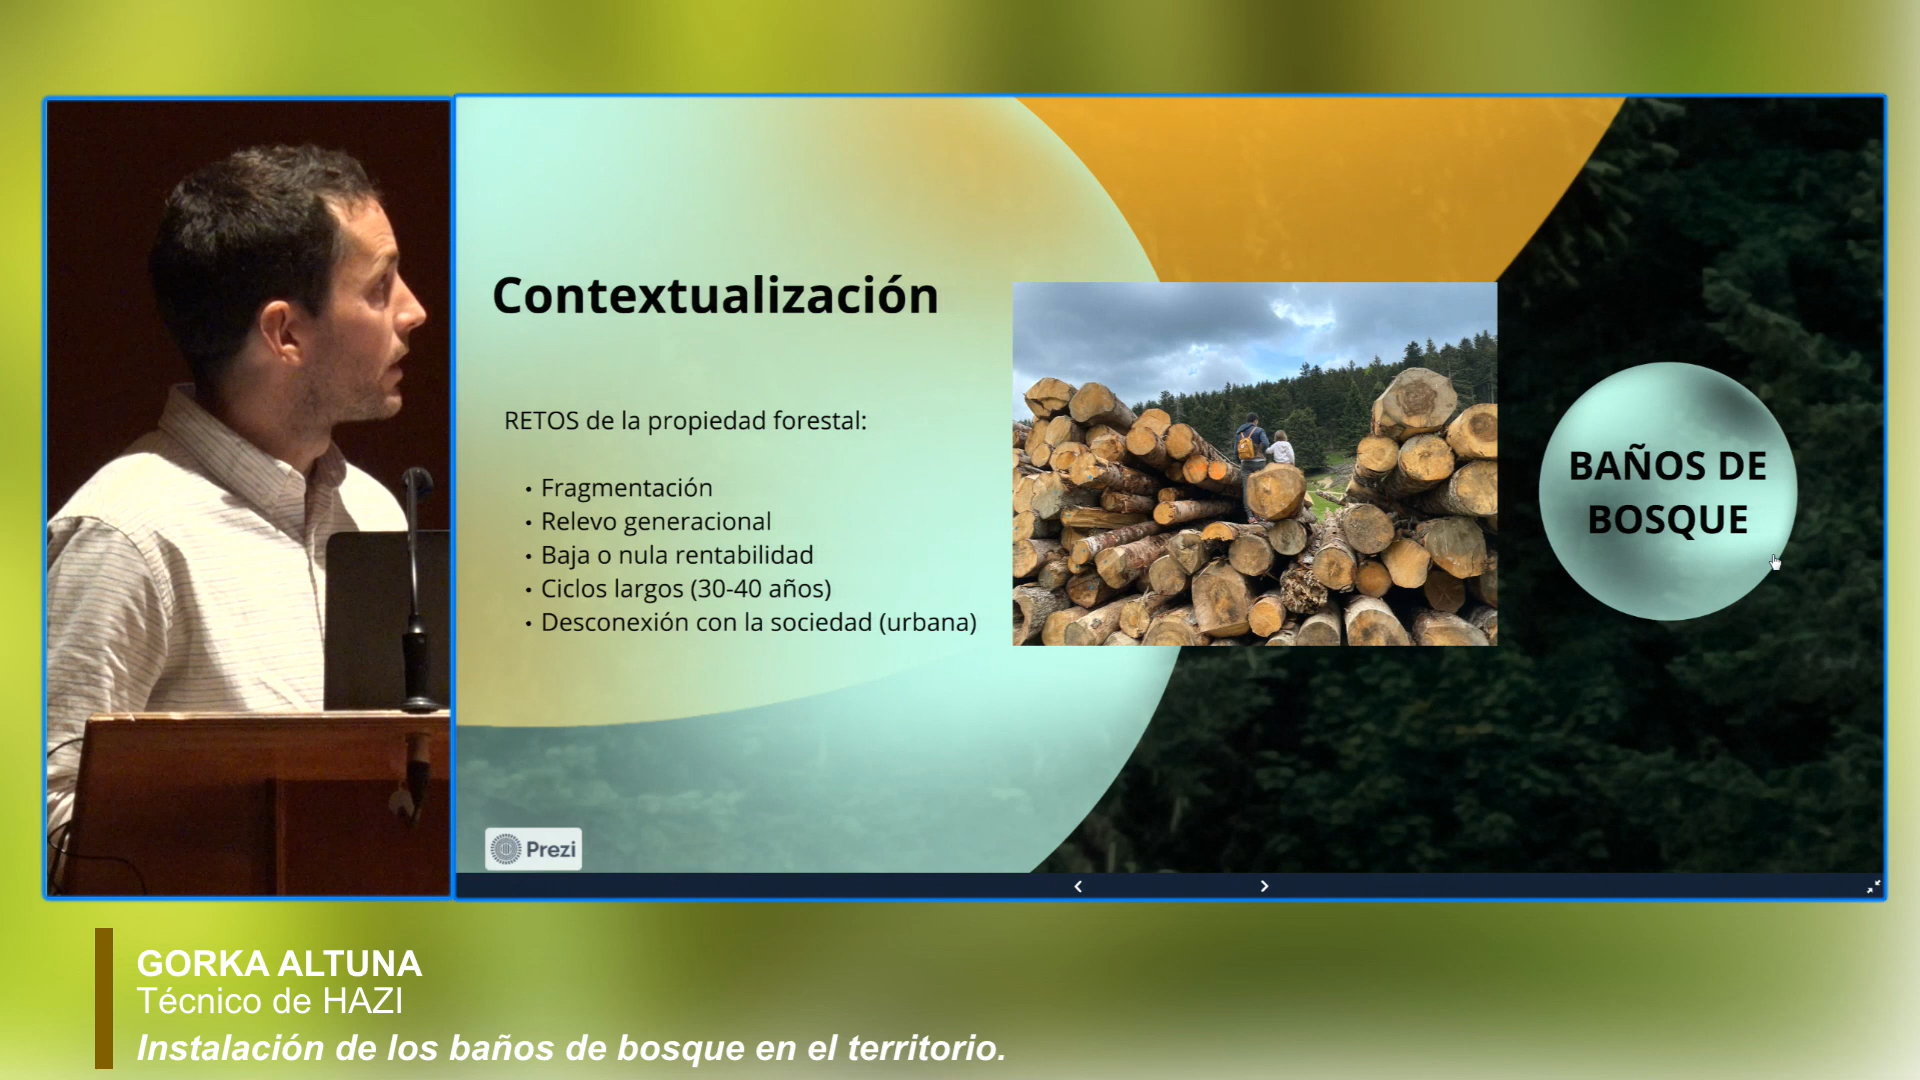 Contextualización
RETOS de la propiedad forestal:
• Fragmentación
• Relevo generacional
• Baja o nula rentabilidad
• Ciclos largos (30-40 años)
• Desconexión con la sociedad (urbana)
BAÑOS DE
BOSQUE
Prezi
GORKA ALTUNA
Técnico de HAZI
Instalación de los baños de bosque en el territorio.